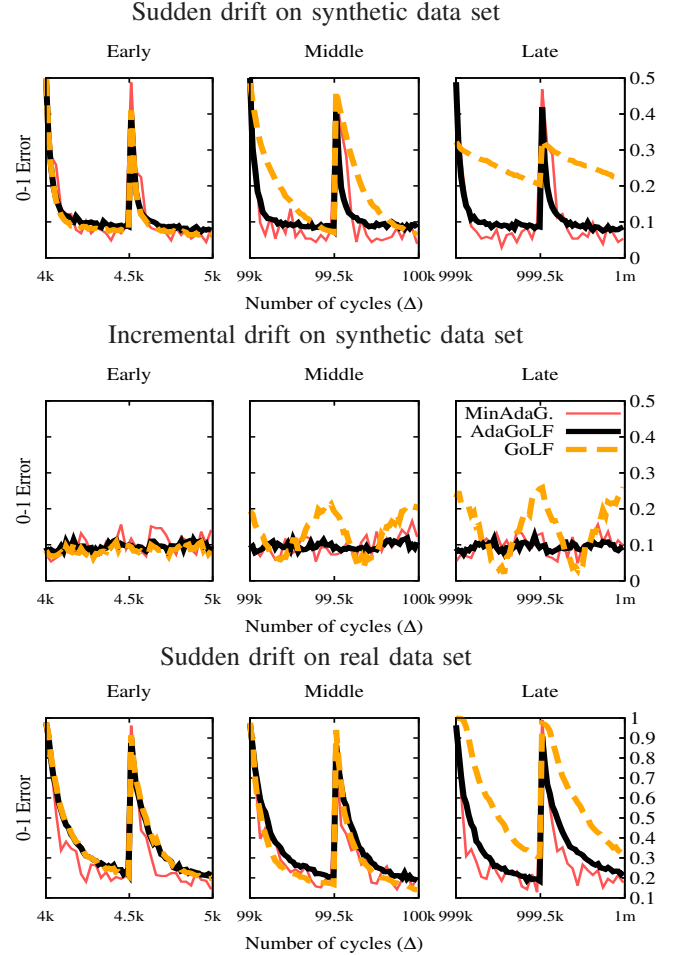 Sudden drift on synthetic data set
Early Middle Late
0-1 Error
0.5
0.4
0.3
0.2
0.1
0
4k 4.5k 5k 99k 99.5k 100k 999k 999.5k 1m
Number of cycles (Δ)
Incremental drift on synthetic data set
Early Middle Late
0-1 Error
MinAdaG.
AdaGoLF
GoLF
0.5
0.4
0.3
0.2
0.1
0
4k 4.5k 5k 99k 99.5k 100k 999k 999.5k 1m
Number of cycles (Δ)
Sudden drift on real data set
Early Middle Late
0-1 Error
1
0.9
0.8
0.7
0.6
0.5
0.4
0.3
0.2
0.1
4k 4.5k 5k 99k 99.5k 100k 999k 999.5k 1m
Number of cycles (Δ)